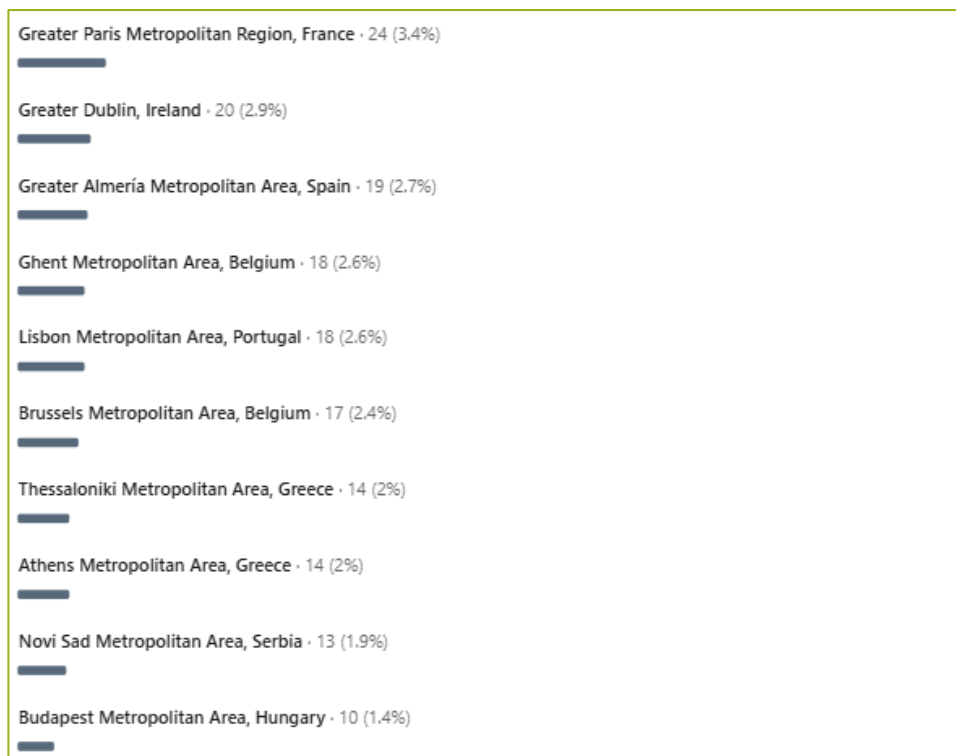 Greater Paris Metropolitan Region, France · 24 (3.4%)
Greater Dublin, Ireland · 20 (2.9%)
Greater Almería Metropolitan Area, Spain · 19 (2.7%)
Ghent Metropolitan Area, Belgium · 18 (2.6%)
Lisbon Metropolitan Area, Portugal · 18 (2.6%)
Brussels Metropolitan Area, Belgium · 17 (2.4%)
Thessaloniki Metropolitan Area, Greece · 14 (2%)
Athens Metropolitan Area, Greece · 14 (2%)
Novi Sad Metropolitan Area, Serbia · 13 (1.9%)
Budapest Metropolitan Area, Hungary · 10 (1.4%)